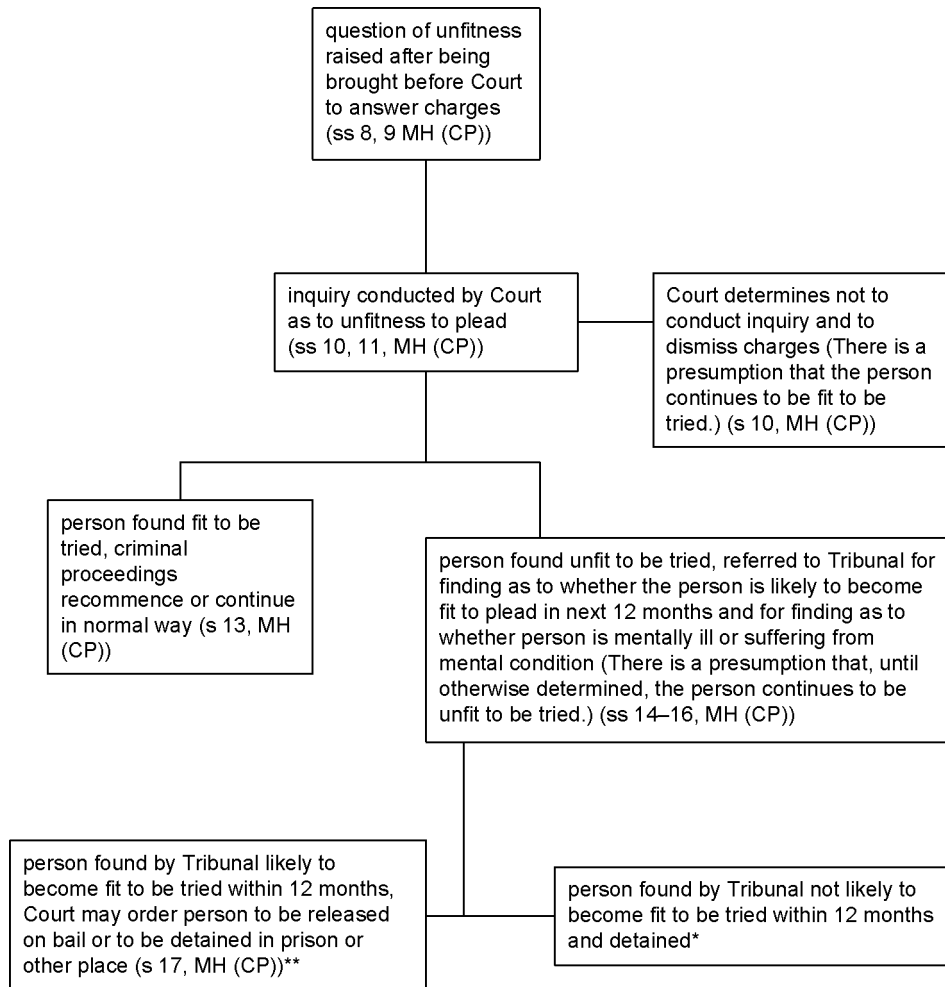 question of unfitness
raised after being
brought before Court
to answer charges
(ss 8, 9 MH (CP))
inquiry conducted by Court
as to unfitness to plead
(ss 10, 11, MH (CP))
Court determines not to
conduct inquiry and to
dismiss charges (There is a
presumption that the person
continues to be fit to be
tried.) (s 10, MH (CP))
person found fit to be
tried, criminal
proceedings
recommence or continue
in normal way (s 13, MH
(CP))
person found unfit to be tried, referred to Tribunal for
finding as to whether the person is likely to become
fit to plead in next 12 months and for finding as to
whether person is mentally ill or suffering from
mental condition (There is a presumption that, until
otherwise determined, the person continues to be
unfit to be tried.) (ss 14–16, MH (CP))
person found by Tribunal likely to
become fit to be tried within 12 months,
Court may order person to be released
on bail or to be detained in prison or
other place (s 17, MH (CP))**
person found by Tribunal not likely to
become fit to be tried within 12 months
and detained*